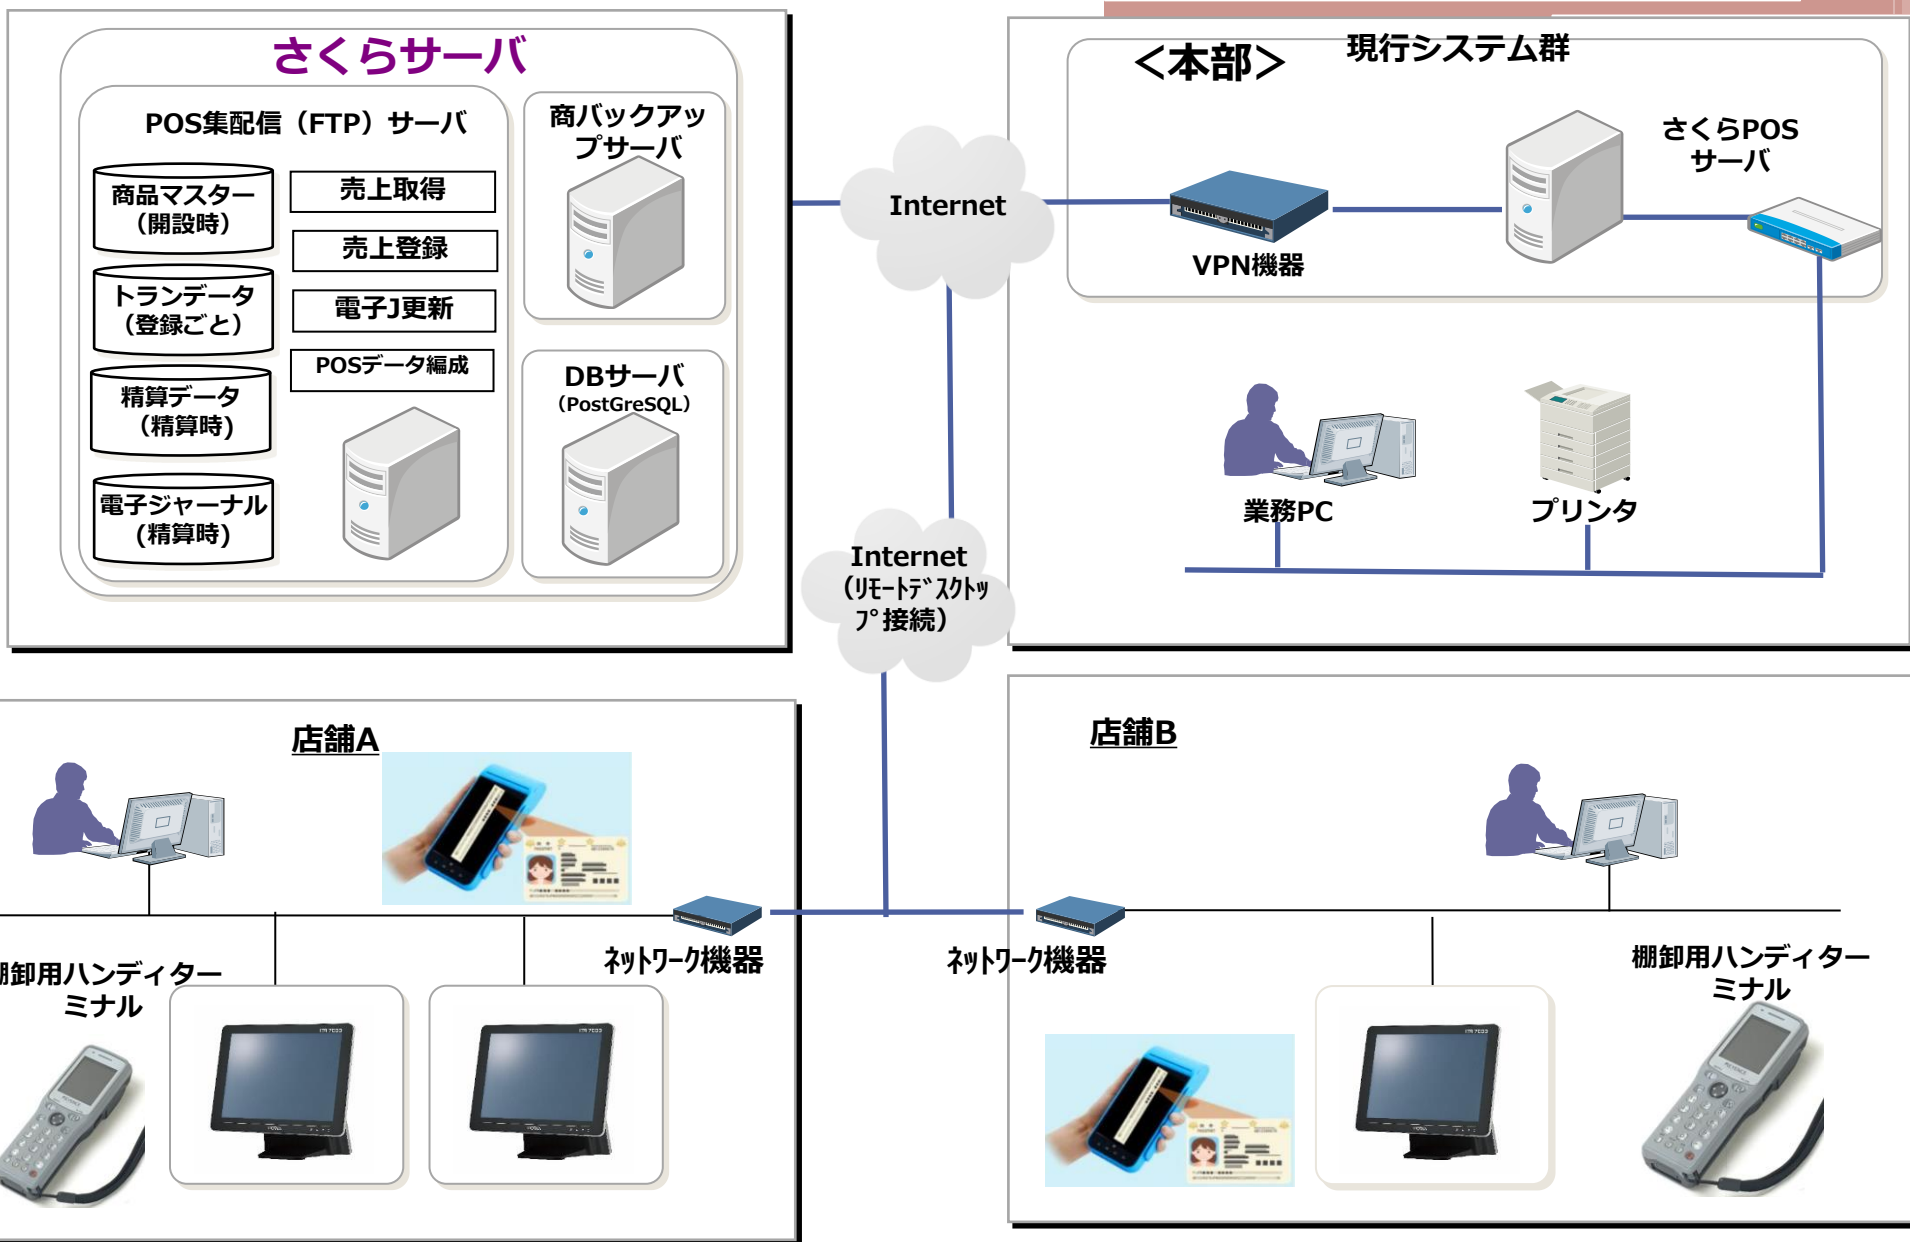 さくらサーバ
POS集配信（FTP）サーバ
商品マスター
（開設時）
トランデータ
（登録ごと）
精算データ
（精算時)
電子ジャーナル
(精算時)
売上取得
売上登録
電子J更新
POSデータ編成
商バックアッ
プサーバ
DBサーバ
（PostGreSQL）
Internet
Internet
（ﾘﾓｰﾄﾃﾞｽｸﾄｯ
ﾌﾟ接続）
＜本部＞
現行システム群
VPN機器
さくらPOS
サーバ
業務PC
プリンタ
店舗A
ﾈｯﾄﾜｰｸ機器
卸用ハンディター
ミナル
店舗B
ﾈｯﾄﾜｰｸ機器
棚卸用ハンディター
ミナル